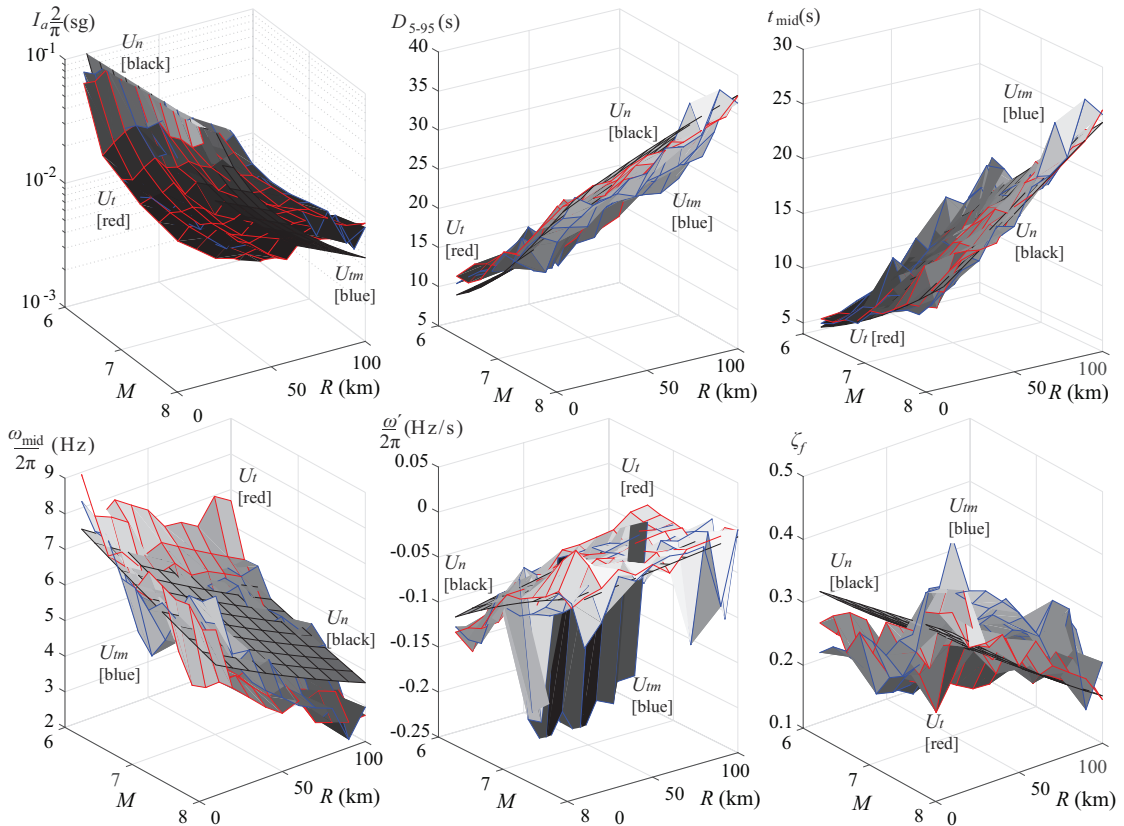 I_a 2/π (sg)
10^-1
10^-2
10^-3
6
7
8
M
0
50
100
R (km)
U_n
[black]
U_t
[red]
U_tm
[blue]
D_5-95 (s)
40
35
30
25
20
15
10
5
6
7
8
M
0
50
100
R (km)
U_n
[black]
U_t
[red]
U_tm
[blue]
t_mid (s)
30
25
20
15
10
5
6
7
8
M
0
50
100
R (km)
U_tm
[blue]
U_n
[black]
U_t [red]
ω_mid/2π (Hz)
9
8
7
6
5
4
3
2
6
7
8
M
0
50
100
R (km)
U_t
[red]
U_n
[black]
U_tm
[blue]
ω′/2π (Hz/s)
0.05
0
-0.05
-0.1
-0.15
-0.2
-0.25
6
7
8
M
0
50
100
R (km)
U_t
[red]
U_n
[black]
U_tm
[blue]
ζ_f
0.5
0.4
0.3
0.2
0.1
6
7
8
M
0
50
100
R (km)
U_tm
[blue]
U_n
[black]
U_t
[red]